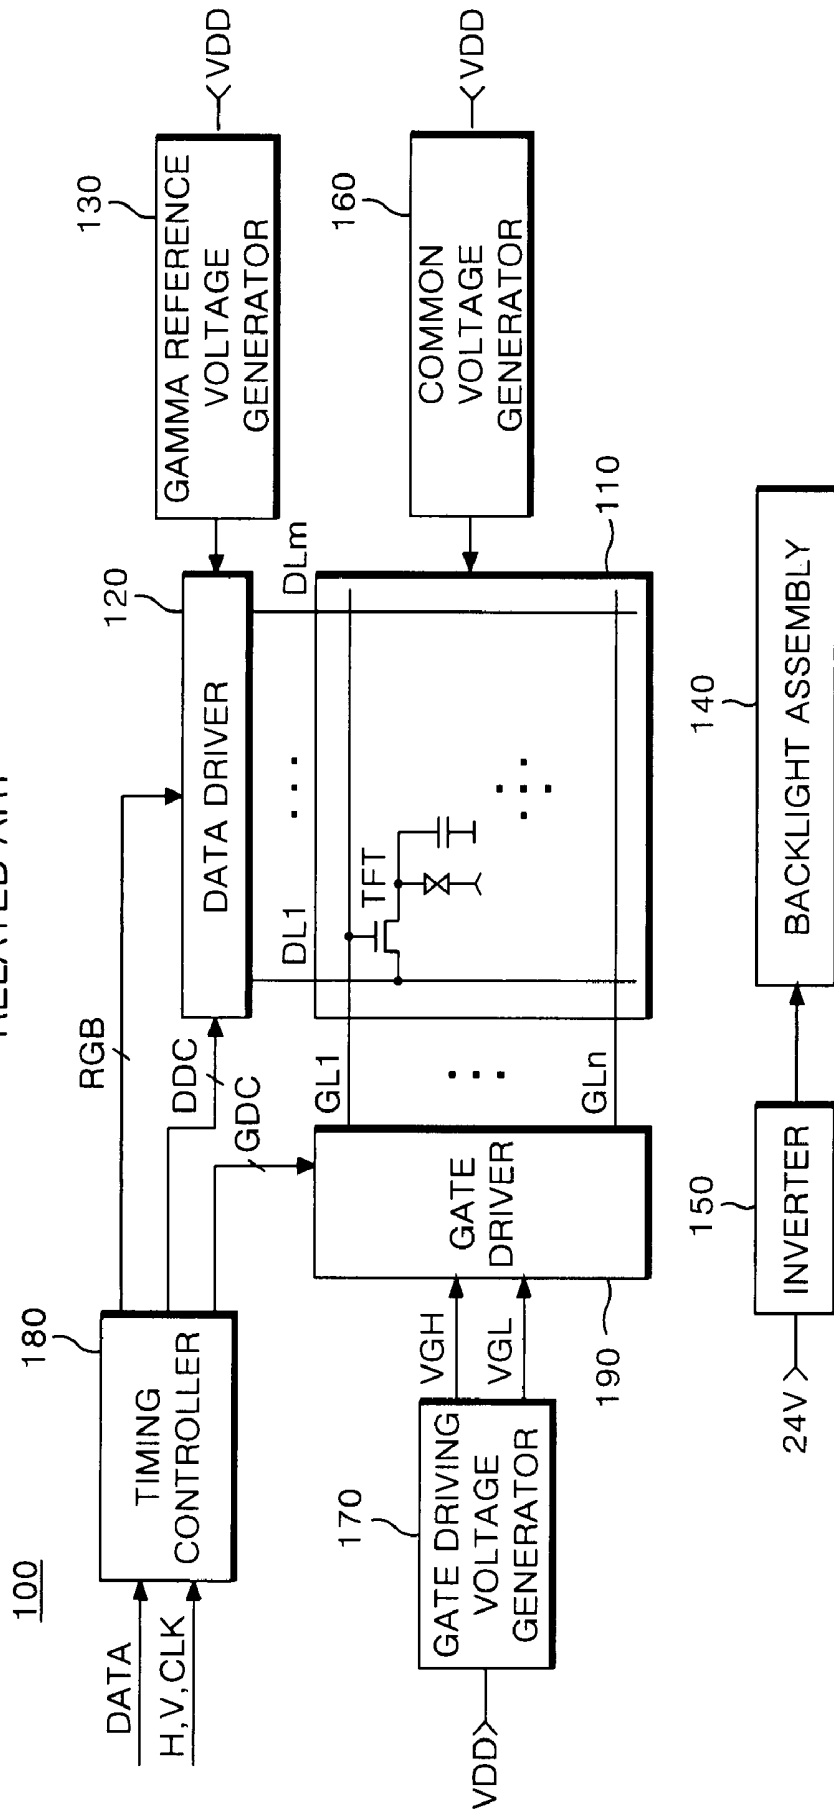 RELATED ART
100
180
TIMING
CONTROLLER
DATA
H,V,CLK
RGB
DDC
GDC
120
DATA DRIVER
130
GAMMA REFERENCE
VOLTAGE
GENERATOR
VDD
DL1
DLm
GL1
GLn
TFT
110
160
COMMON
VOLTAGE
GENERATOR
VDD
GATE
DRIVER
190
VGH
VGL
170
GATE DRIVING
VOLTAGE
GENERATOR
VDD
24V
150
INVERTER
140
BACKLIGHT ASSEMBLY